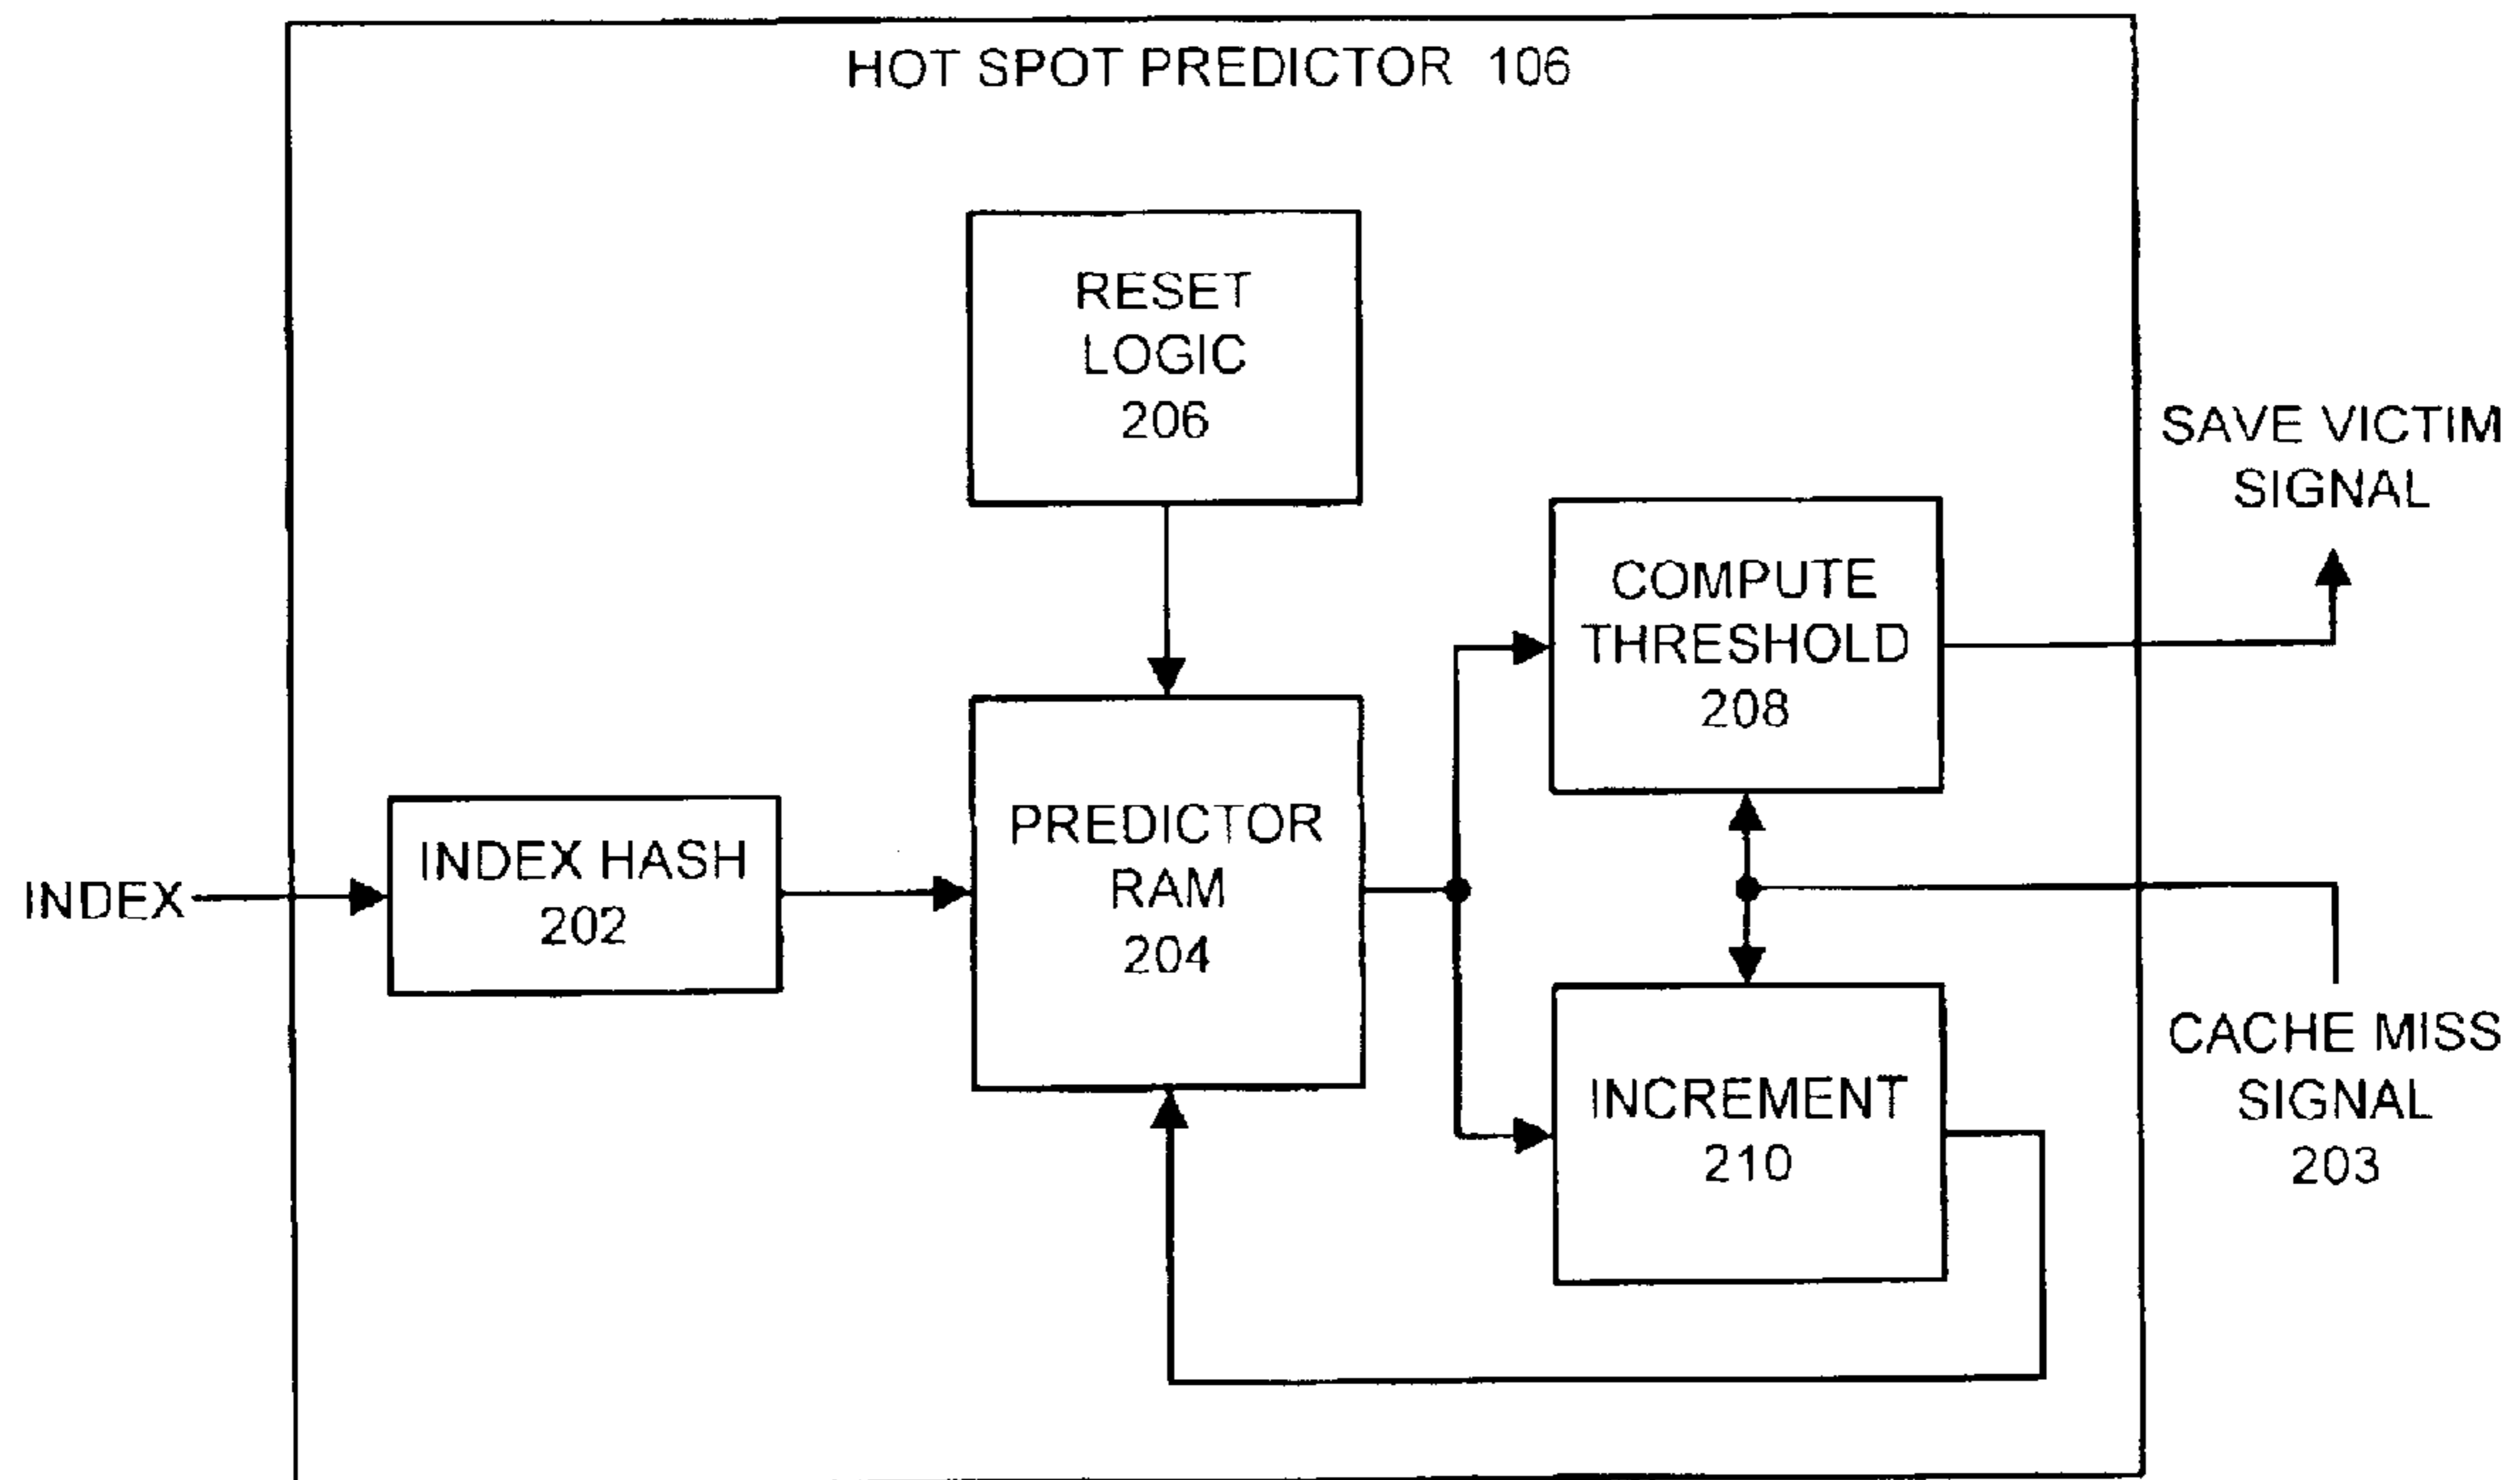 HOT SPOT PREDICTOR 106
RESET
LOGIC
206
SAVE VICTIM
SIGNAL
COMPUTE
THRESHOLD
208
PREDICTOR
RAM
204
INDEX HASH
202
INDEX
CACHE MISS
SIGNAL
203
INCREMENT
210